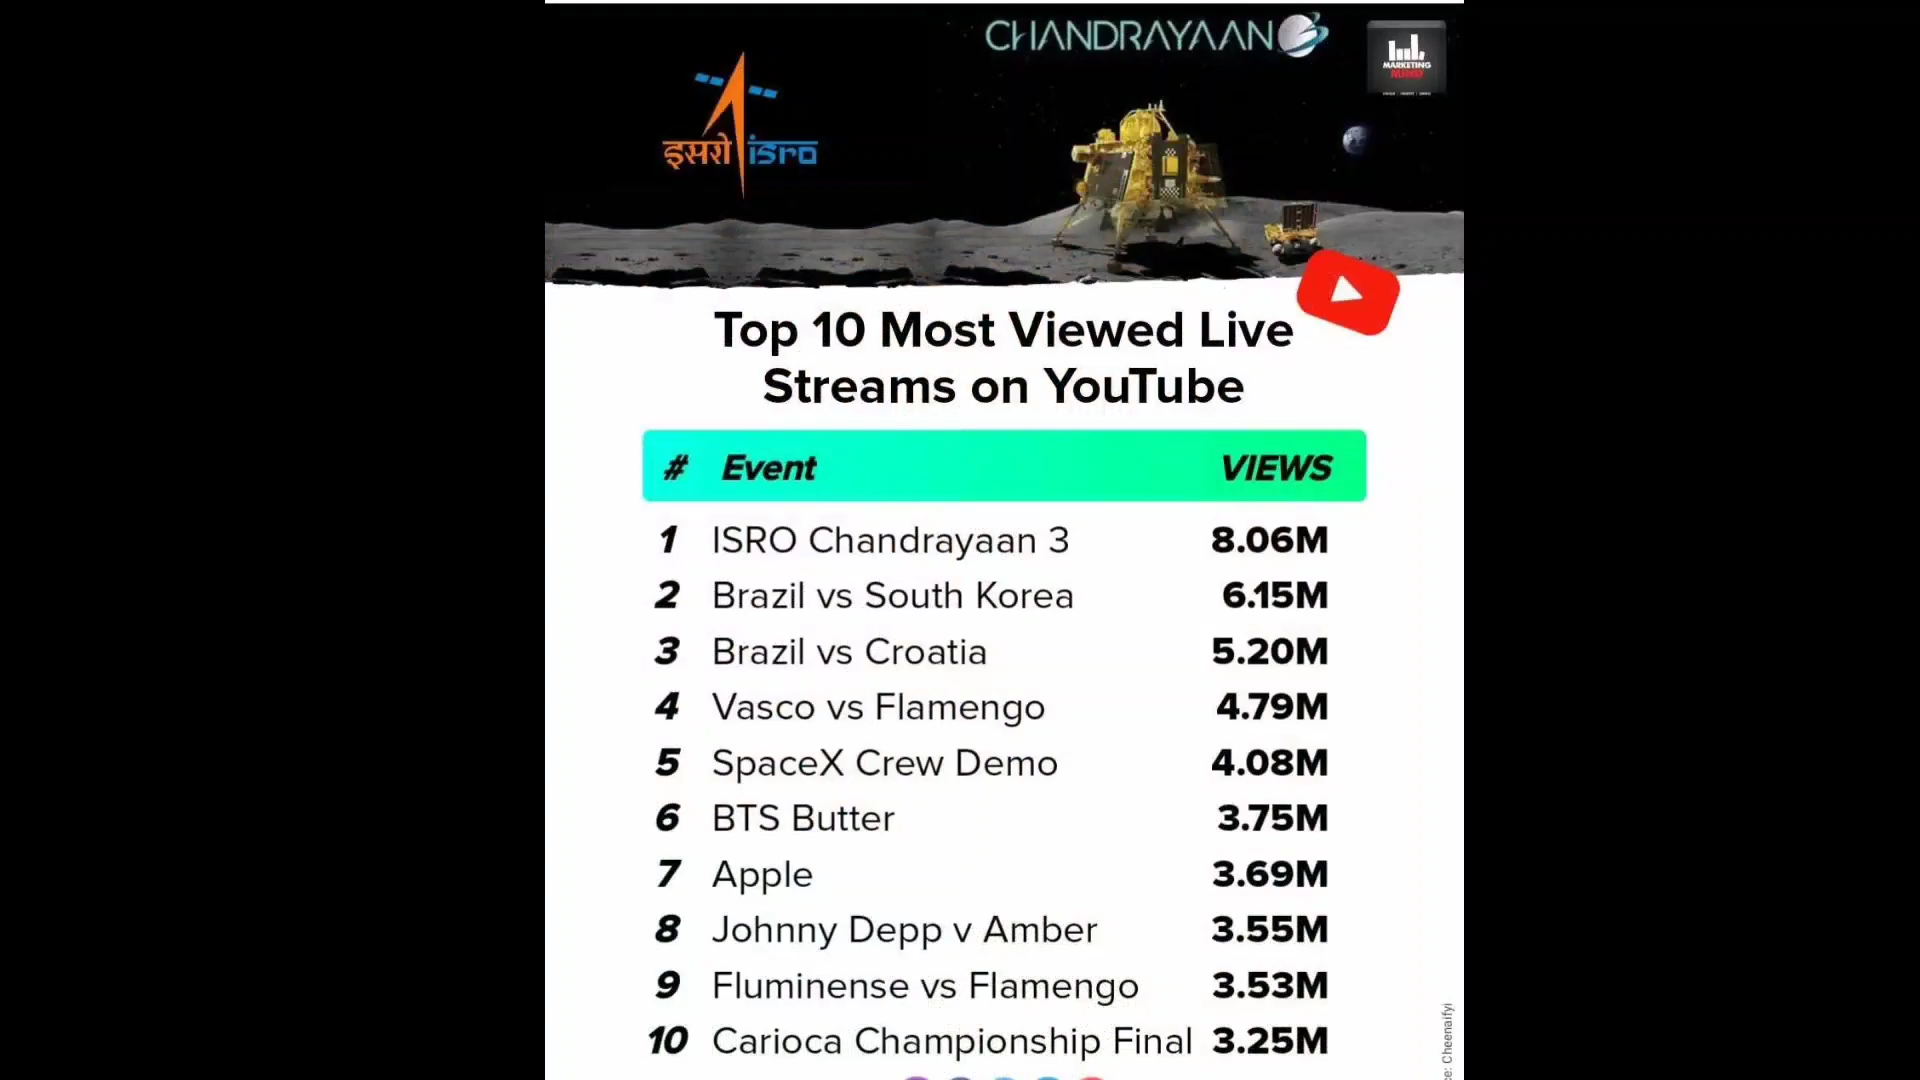 CHANDRAYAAN
MARKETING
MIND
इसरो isro
Top 10 Most Viewed Live
Streams on YouTube
# Event VIEWS
1 ISRO Chandrayaan 3 8.06M
2 Brazil vs South Korea 6.15M
3 Brazil vs Croatia 5.20M
4 Vasco vs Flamengo 4.79M
5 SpaceX Crew Demo 4.08M
6 BTS Butter 3.75M
7 Apple 3.69M
8 Johnny Depp v Amber 3.55M
9 Fluminense vs Flamengo 3.53M
10 Carioca Championship Final 3.25M
Cheenaifyi